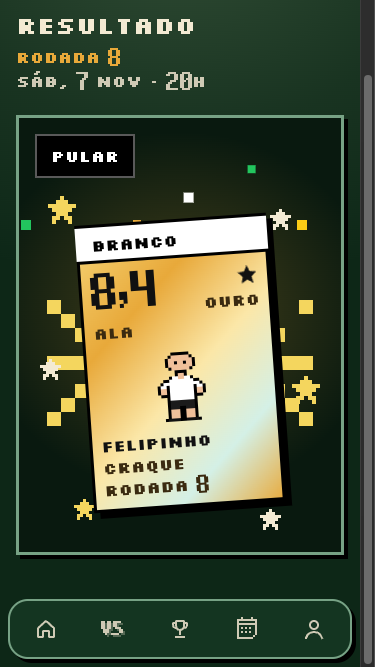 RESULTADO
RODADA 8
SÁB, 7 NOV · 20H
PULAR
BRANCO
8,4
OURO
ALA
FELIPINHO
CRAQUE
RODADA 8
VS